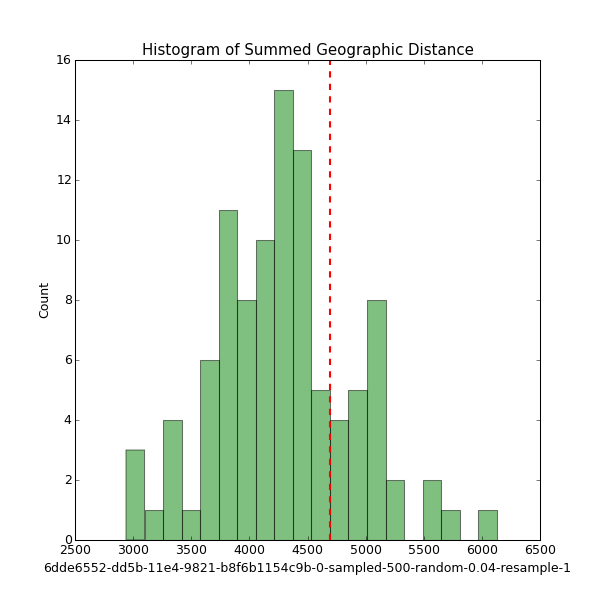 Histogram of Summed Geographic Distance
16
14
12
10
8
6
4
2
0
Count
2500 3000 3500 4000 4500 5000 5500 6000 6500
6dde6552-dd5b-11e4-9821-b8f6b1154c9b-0-sampled-500-random-0.04-resample-1